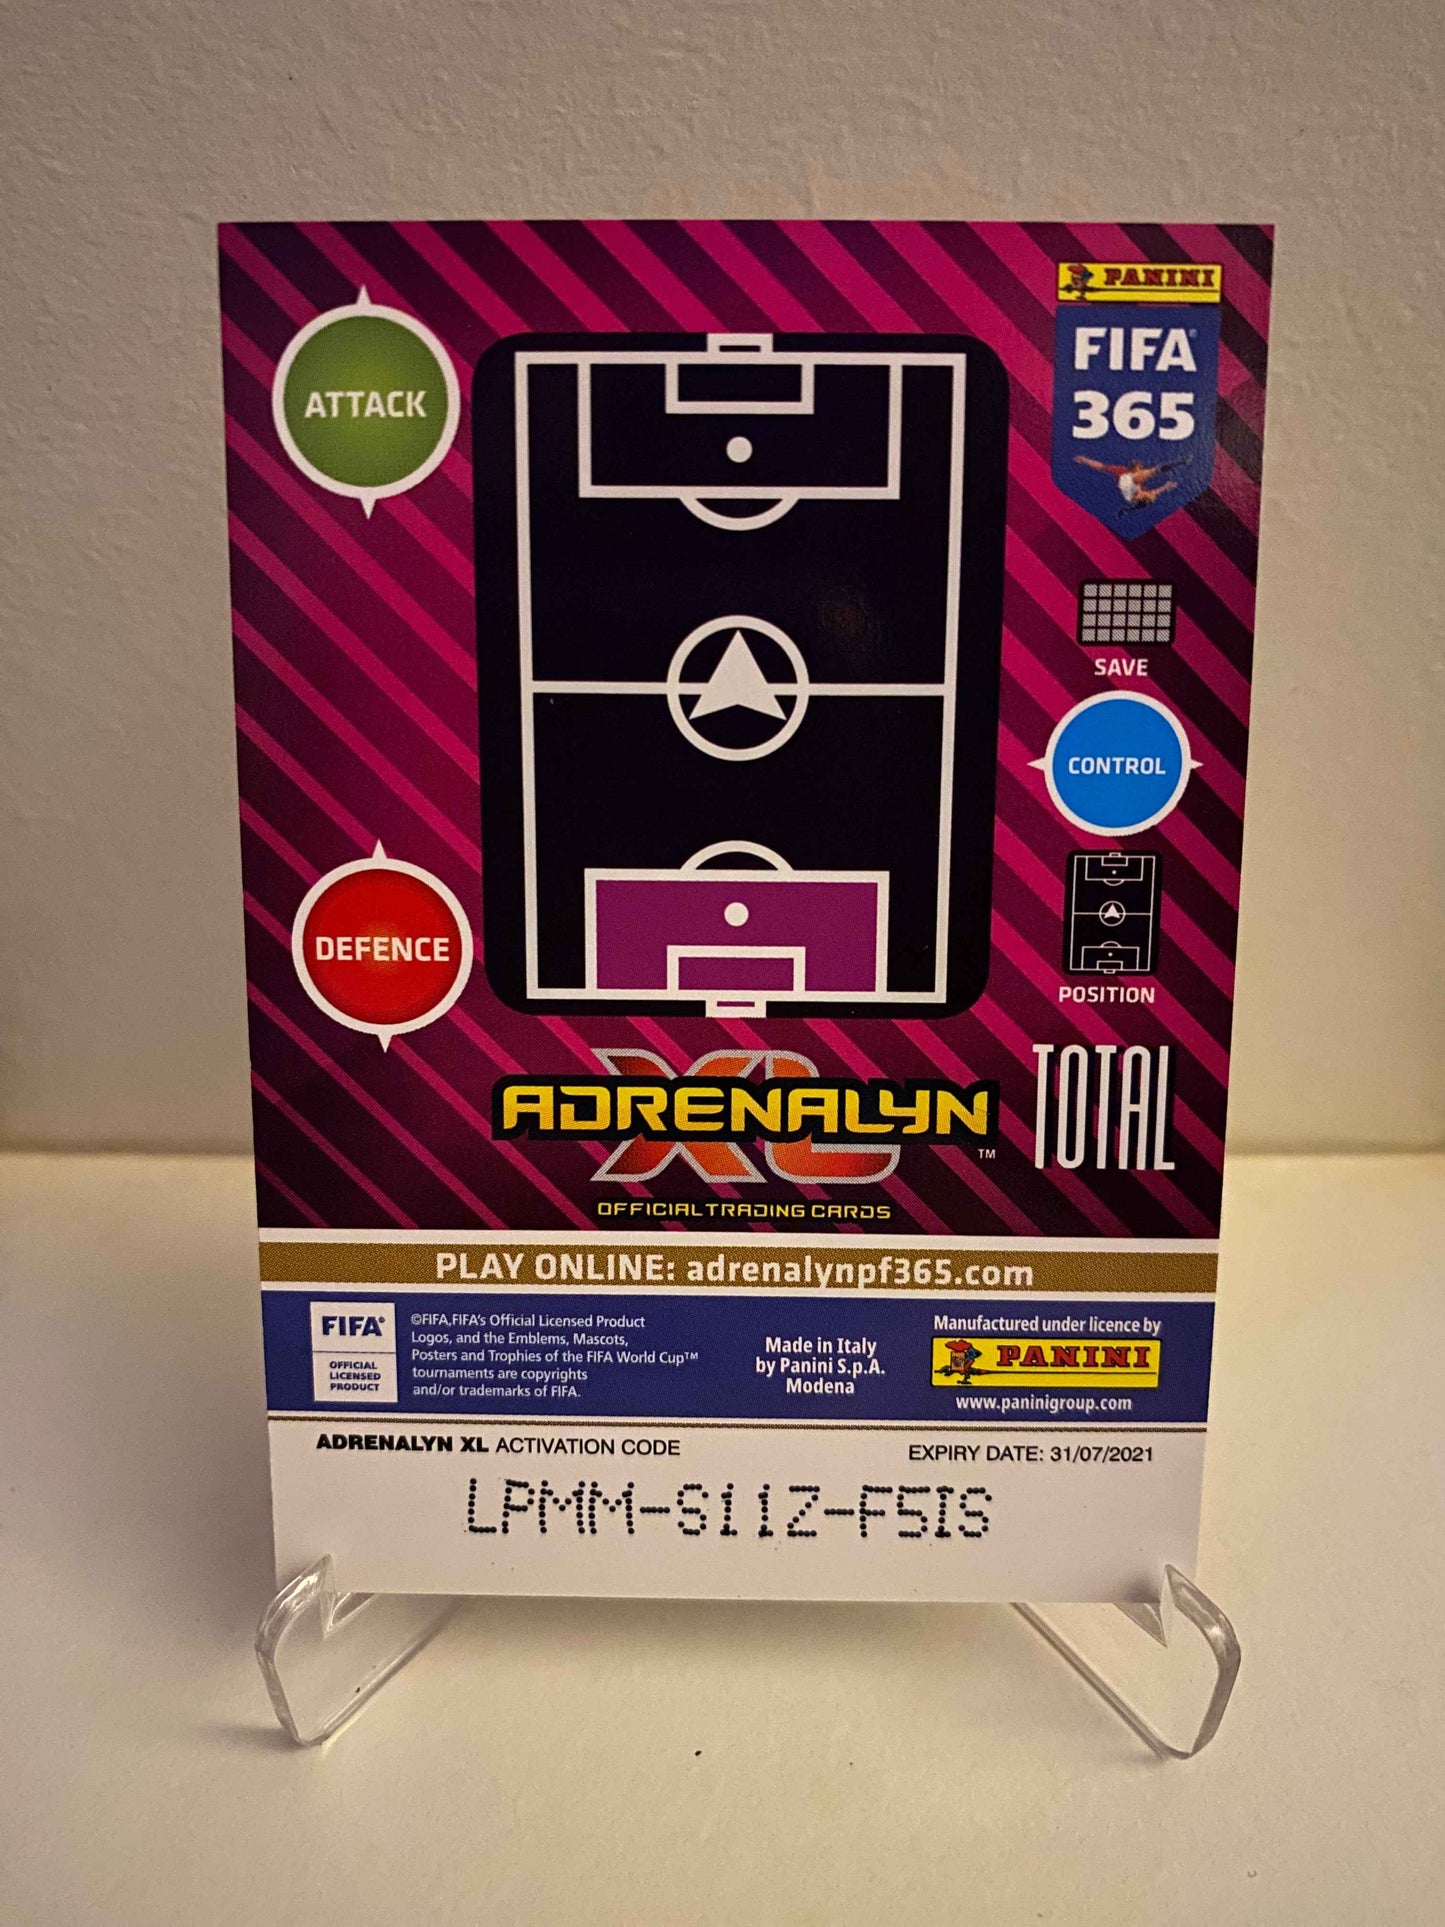 PANINI
FIFA
365
ATTACK
SAVE
CONTROL
DEFENCE
POSITION
TOTAL
XL
ADRENALYN
TM
OFFICIAL TRADING CARDS
PLAY ONLINE: adrenalynpf365.com
FIFA®
OFFICIAL
LICENSED
PRODUCT
©FIFA,FIFA's Official Licensed Product
Logos, and the Emblems, Mascots,
Posters and Trophies of the FIFA World Cup™
tournaments are copyrights
and/or trademarks of FIFA.
Made in Italy
by Panini S.p.A.
Modena
Manufactured under licence by
PANINI
www.paninigroup.com
ADRENALYN XL ACTIVATION CODE
EXPIRY DATE: 31/07/2021
LPMM-S11Z-F5IS